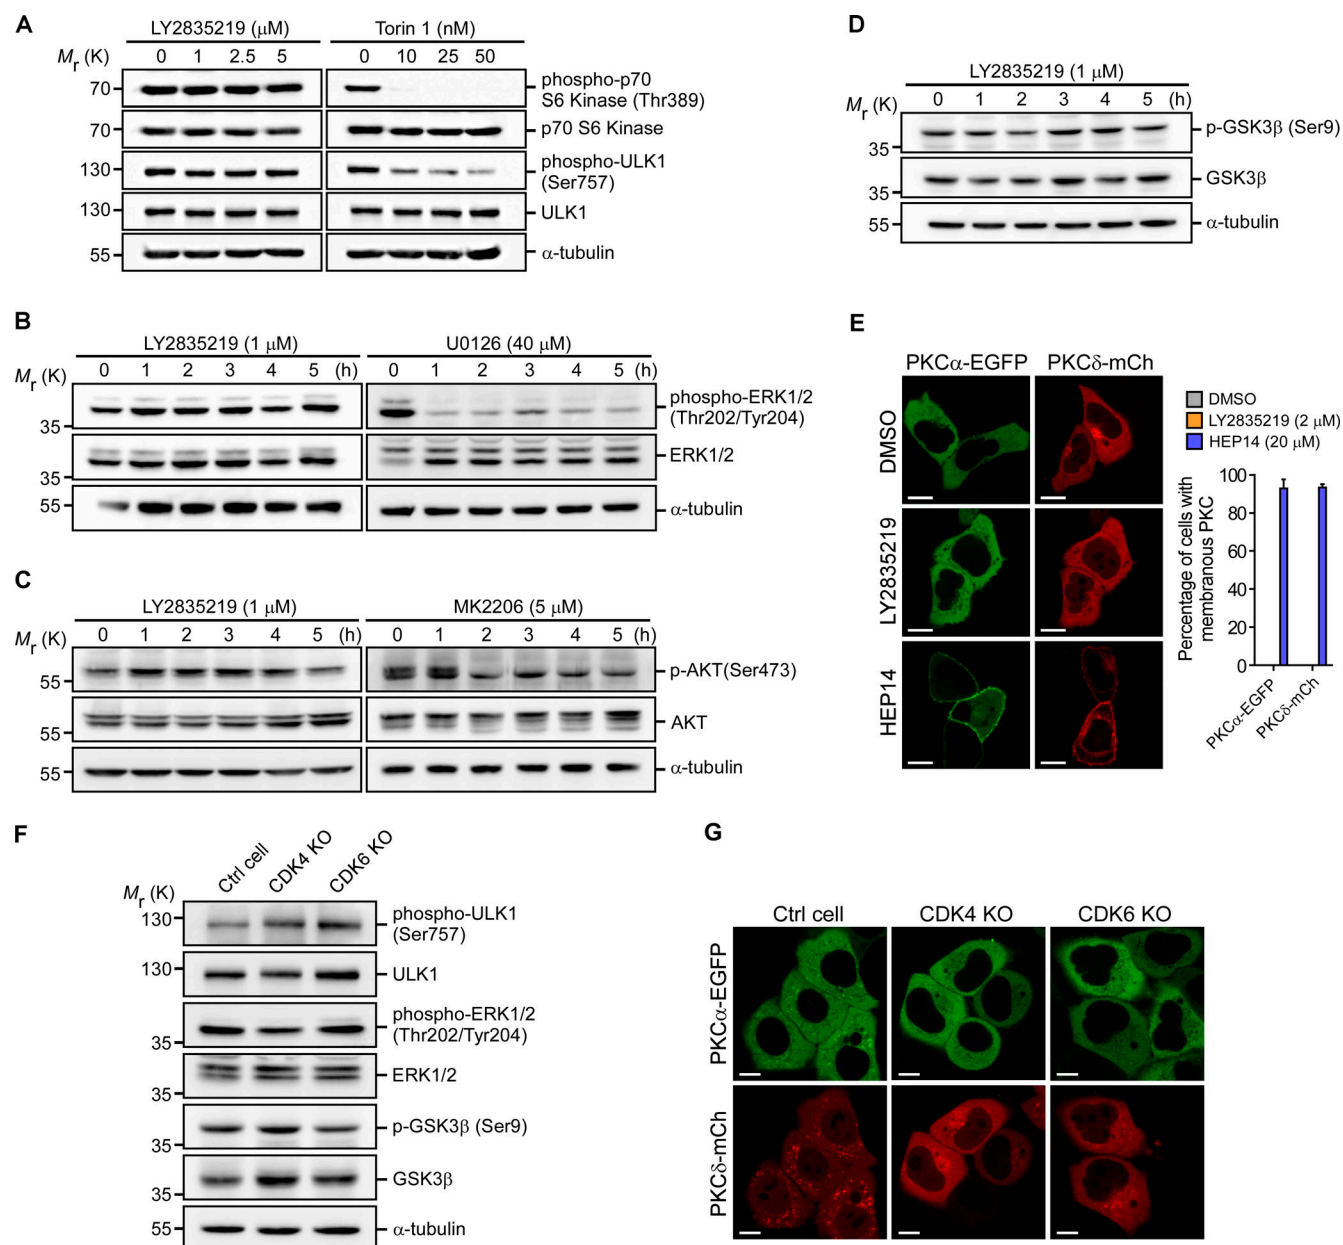 A
LY2835219 (μM)
Torin 1 (nM)
Mr (K)
0 1 2.5 5
0 10 25 50
70
phospho-p70
S6 Kinase (Thr389)
70
p70 S6 Kinase
130
phospho-ULK1
(Ser757)
130
ULK1
55
α-tubulin
B
LY2835219 (1 μM)
U0126 (40 μM)
Mr (K)
0 1 2 3 4 5 (h)
0 1 2 3 4 5 (h)
35
phospho-ERK1/2
(Thr202/Tyr204)
35
ERK1/2
55
α-tubulin
C
LY2835219 (1 μM)
MK2206 (5 μM)
Mr (K)
0 1 2 3 4 5 (h)
0 1 2 3 4 5 (h)
55
p-AKT(Ser473)
55
AKT
55
α-tubulin
D
LY2835219 (1 μM)
Mr (K)
0 1 2 3 4 5 (h)
35
p-GSK3β (Ser9)
35
GSK3β
55
α-tubulin
E
PKCα-EGFP
PKCδ-mCh
DMSO
LY2835219
HEP14
DMSO
LY2835219 (2 μM)
HEP14 (20 μM)
Percentage of cells with
membranous PKC
100
80
60
40
20
0
PKCα-EGFP
PKCδ-mCh
F
Ctrl cell
CDK4 KO
CDK6 KO
Mr (K)
130
phospho-ULK1
(Ser757)
130
ULK1
35
phospho-ERK1/2
(Thr202/Tyr204)
35
ERK1/2
35
p-GSK3β (Ser9)
35
GSK3β
55
α-tubulin
G
Ctrl cell
CDK4 KO
CDK6 KO
PKCα-EGFP
PKCδ-mCh